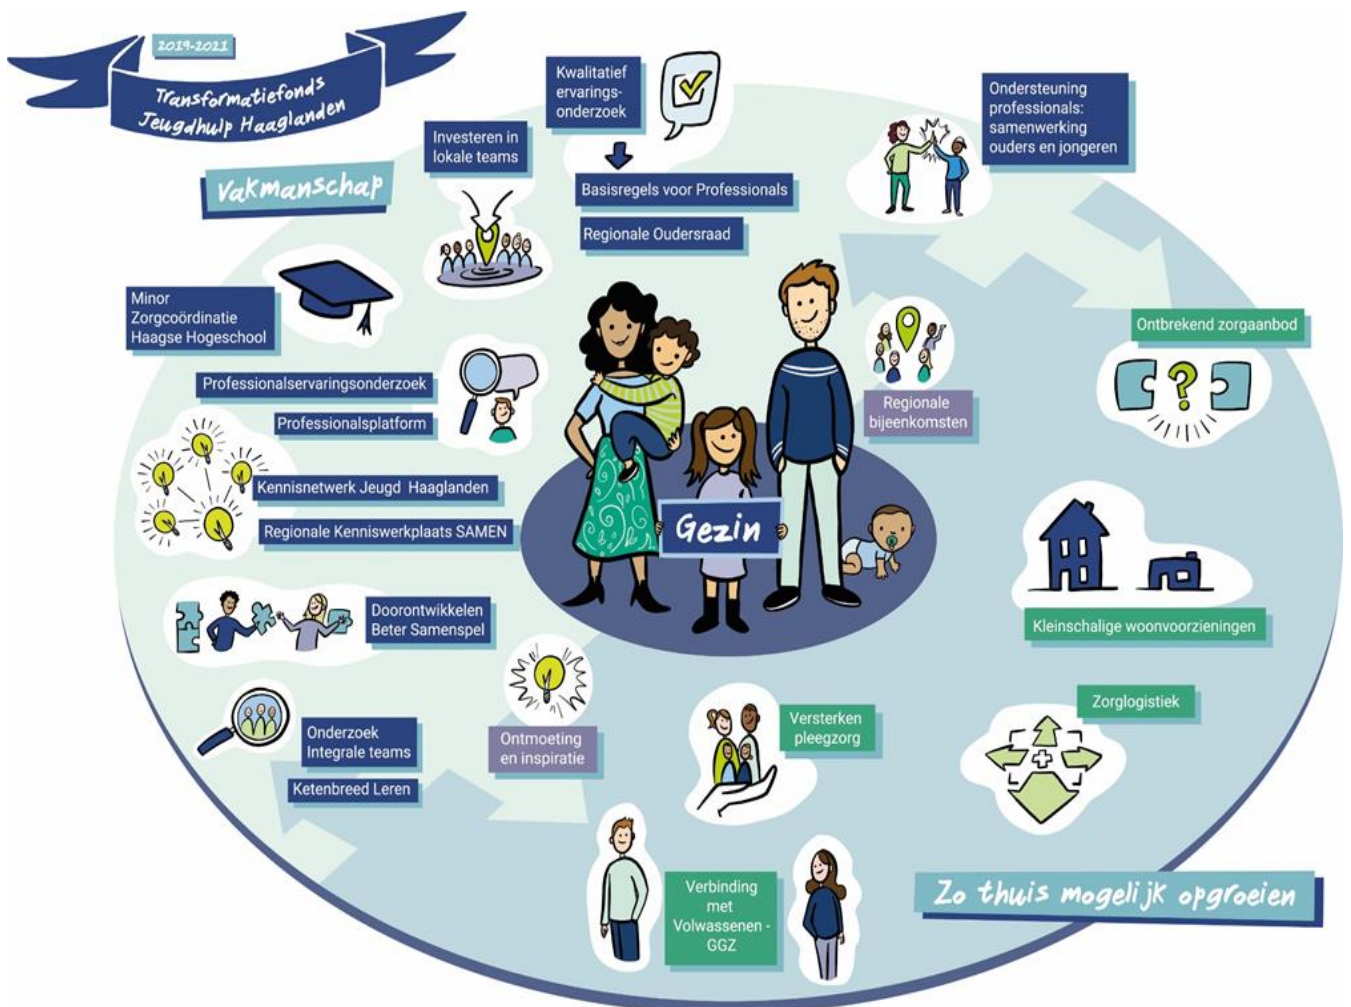 2019-2021
Transformatiefonds
Jeugdhulp Haaglanden
Vakmanschap
Investeren in
lokale teams
Kwalitatief
ervarings-
onderzoek
Basisregels voor Professionals
Regionale Oudersraad
Ondersteuning
professionals:
samenwerking
ouders en jongeren
Minor
Zorgcoördinatie
Haagse Hogeschool
Professionalservaringsonderzoek
Professionalsplatform
Kennisnetwerk Jeugd Haaglanden
Regionale Kenniswerkplaats SAMEN
Doorontwikkelen
Beter Samenspel
Onderzoek
Integrale teams
Ketenbreed Leren
Ontmoeting
en inspiratie
Gezin
Regionale
bijeenkomsten
Ontbrekend zorgaanbod
Kleinschalige woonvoorzieningen
Zorglogistiek
Versterken
pleegzorg
Verbinding
met
Volwassenen -
GGZ
Zo thuis mogelijk opgroeien